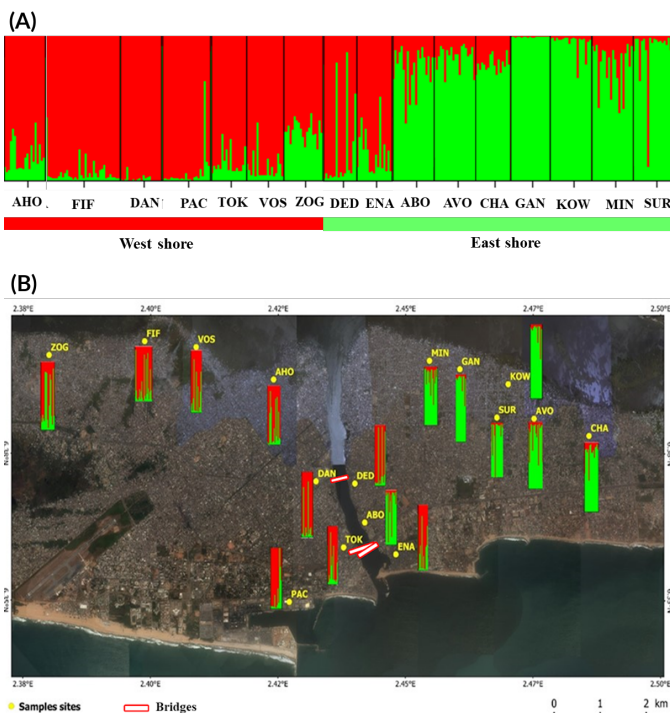 (A)
AHO FIF DAN PAC TOK VOS ZOG DED ENA ABO AVO CHA GAN KOW MIN SUR
West shore East shore
(B)
2.38°E 2.40°E 2.42°E 2.45°E 2.47°E 2.50°E
ZOG FIF VOS AHO MIN GAN KOW SUR AVO CHA
DAN DED
ABO
TOK ENA
PAC
2.38°E 2.40°E 2.42°E 2.45°E 2.47°E 2.50°E
Samples sites Bridges 0 1 2 km